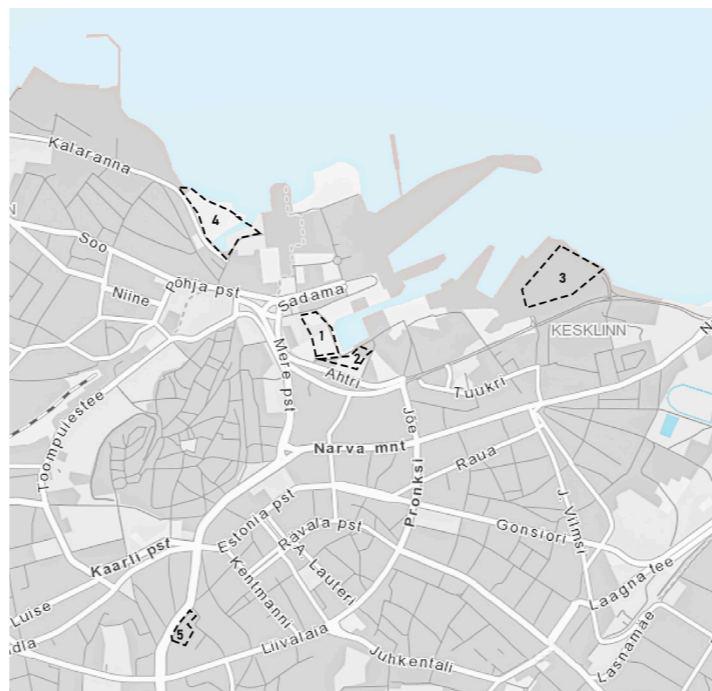 Kalaranna
4
Soo
N
3
Põhja pst
Niine
Sadama
1
KESKLINN
2
Ahtri
Mere pst
Tuukri
Jõe
Toompuiestee
Narva mnt
Raua
Pronksi
Estonia pst
Gonsiori
J. Vilmsi
Ravala pst
Kaarli pst
A. Lauteri
Kentmanni
Laagna tee
Luise
5
Liivalaia
Juhkentali
Lasnamäe
adla
N